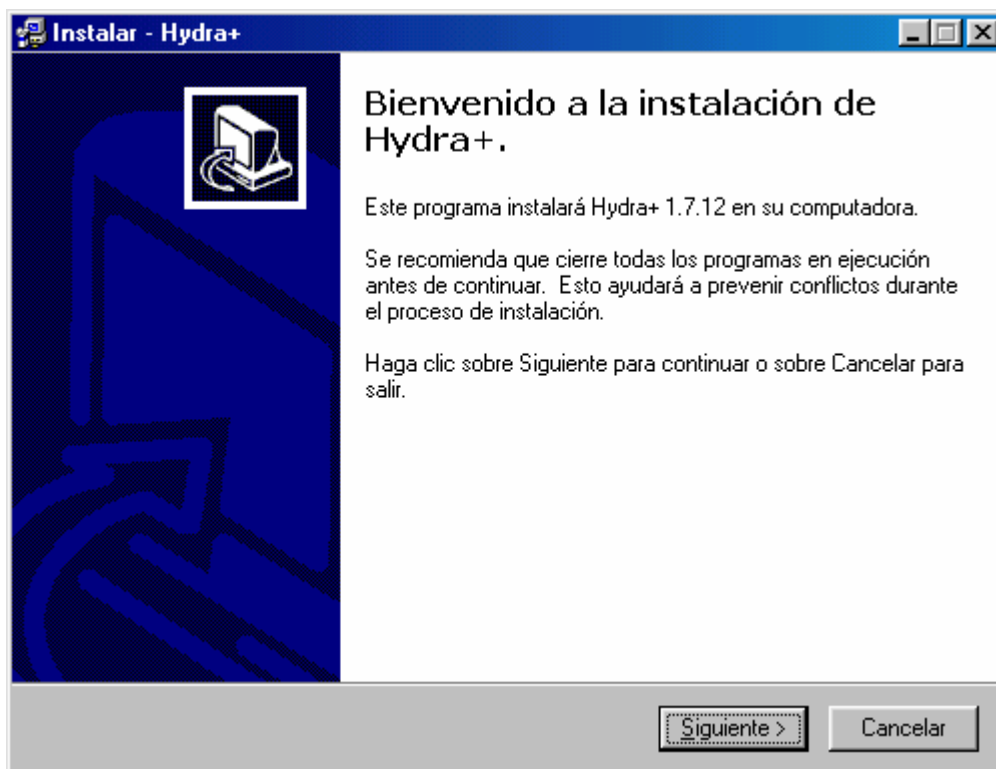 Instalar - Hydra+
Bienvenido a la instalación de
Hydra+.
Este programa instalará Hydra+ 1.7.12 en su computadora.
Se recomienda que cierre todas los programas en ejecución
antes de continuar.  Esto ayudará a prevenir conflictos durante
el proceso de instalación.
Haga clic sobre Siguiente para continuar o sobre Cancelar para
salir.
Siguiente >
Cancelar